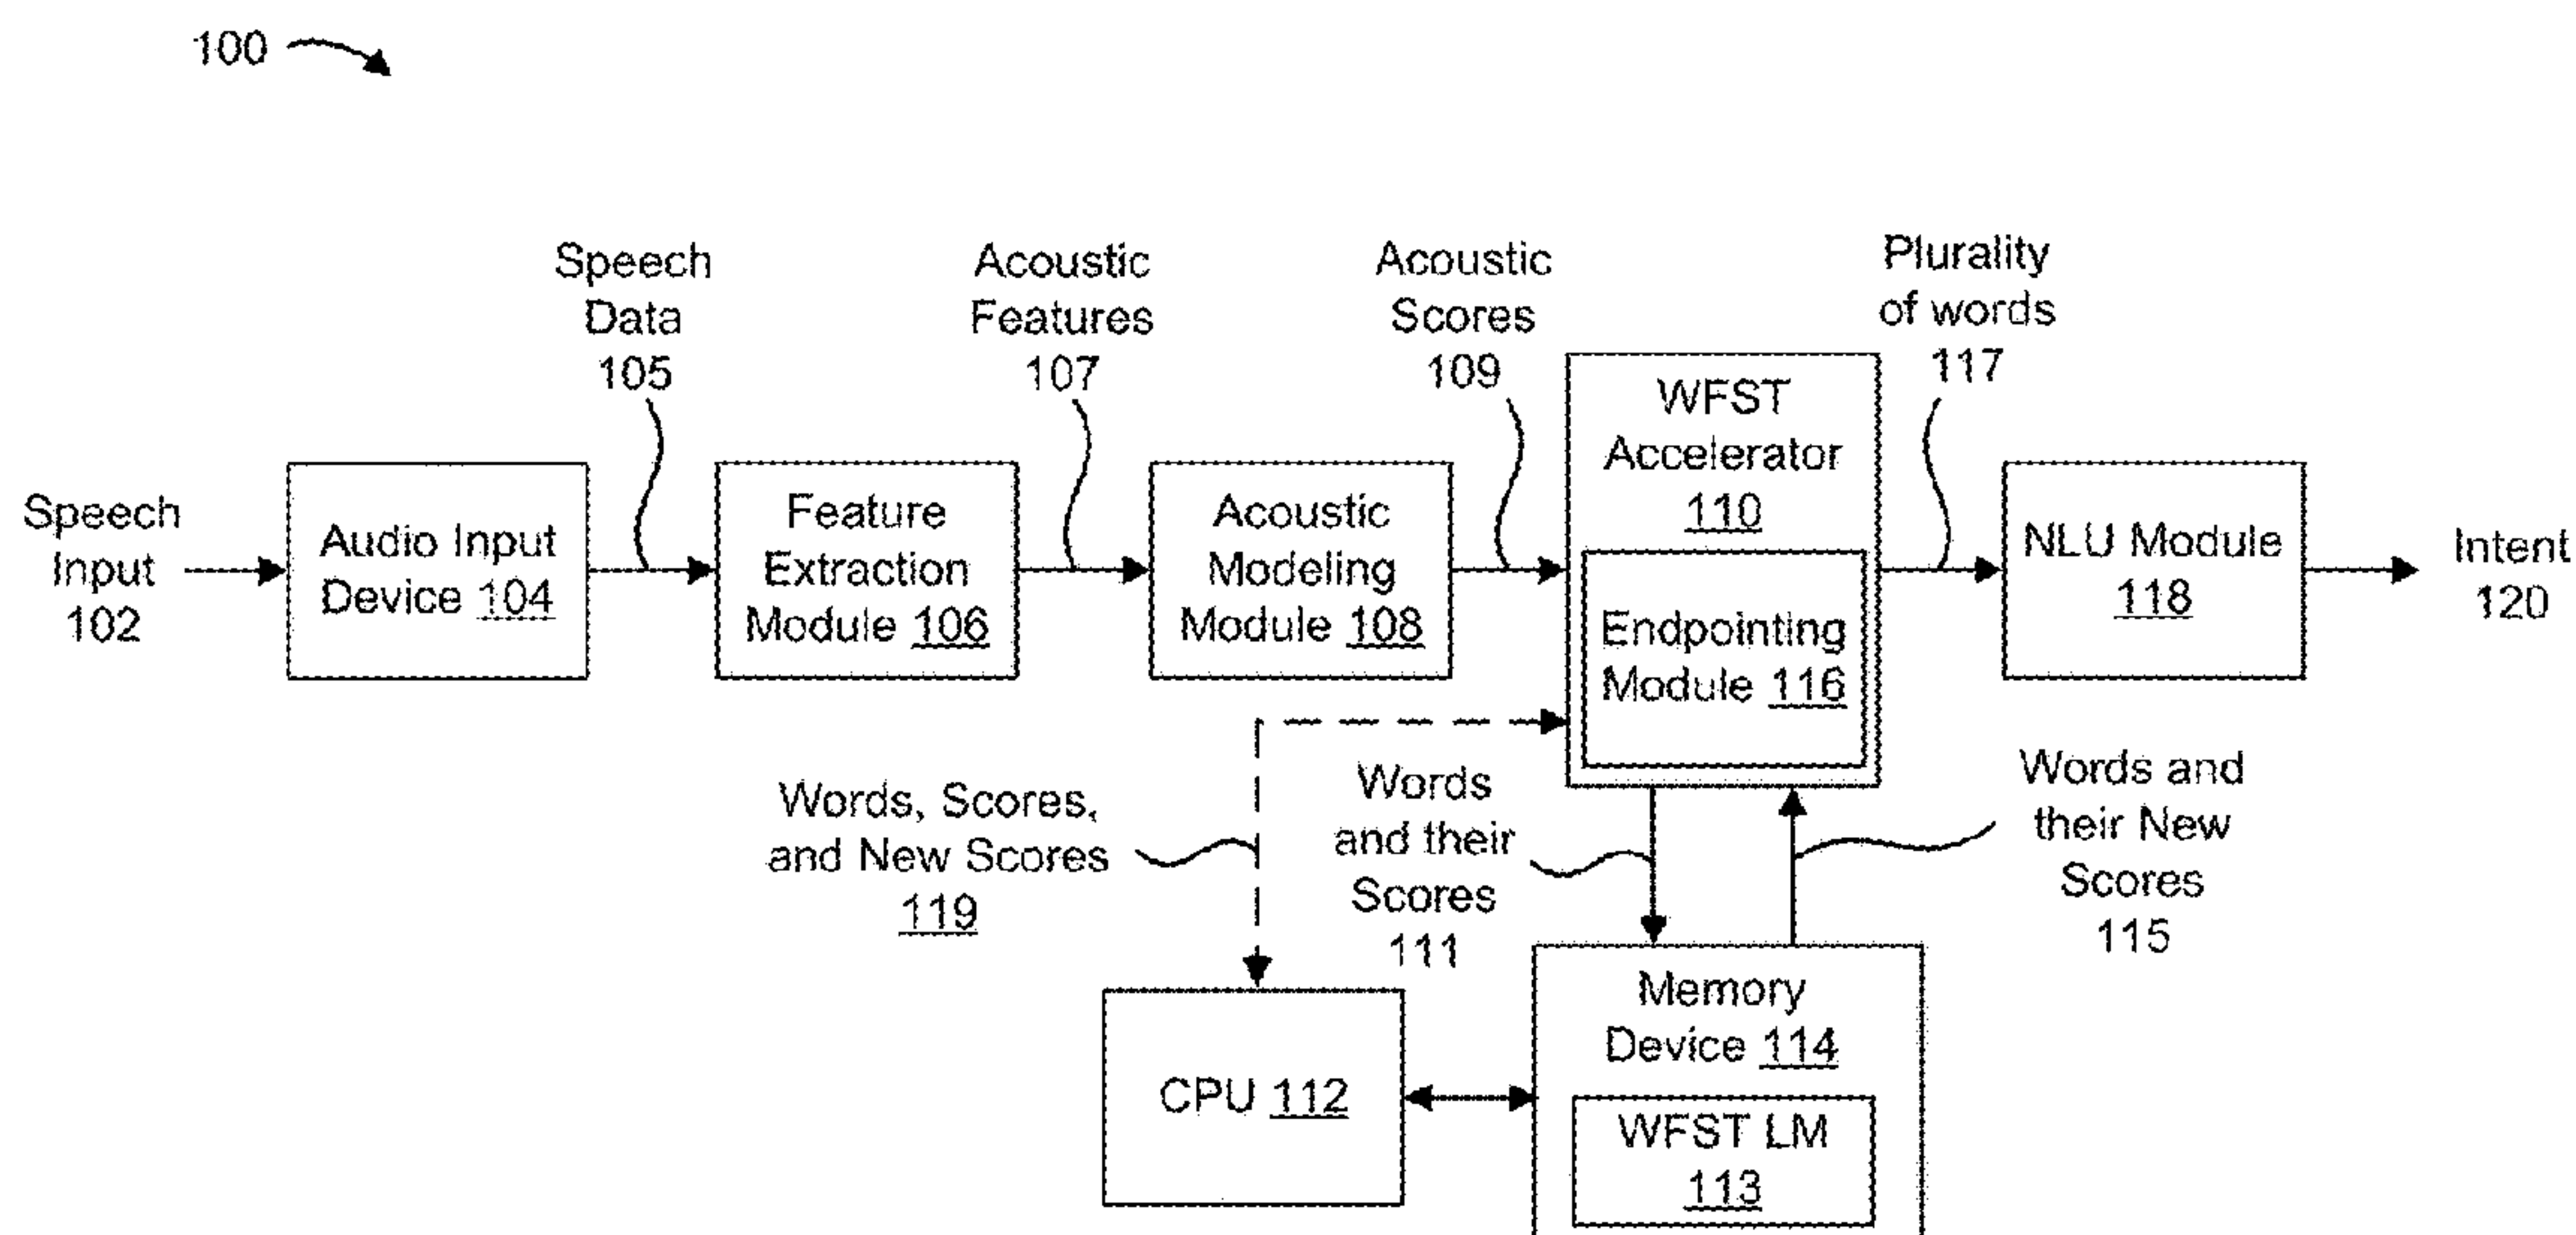 100
Speech
Data
105
Acoustic
Features
107
Acoustic
Scores
109
Plurality
of words
117
Speech
Input
102
Audio Input
Device 104
Feature
Extraction
Module 106
Acoustic
Modeling
Module 108
WFST
Accelerator
110
Endpointing
Module 116
NLU Module
118
Intent
120
Words, Scores,
and New Scores
119
Words
and their
Scores
111
Words and
their New
Scores
115
CPU 112
Memory
Device 114
WFST LM
113